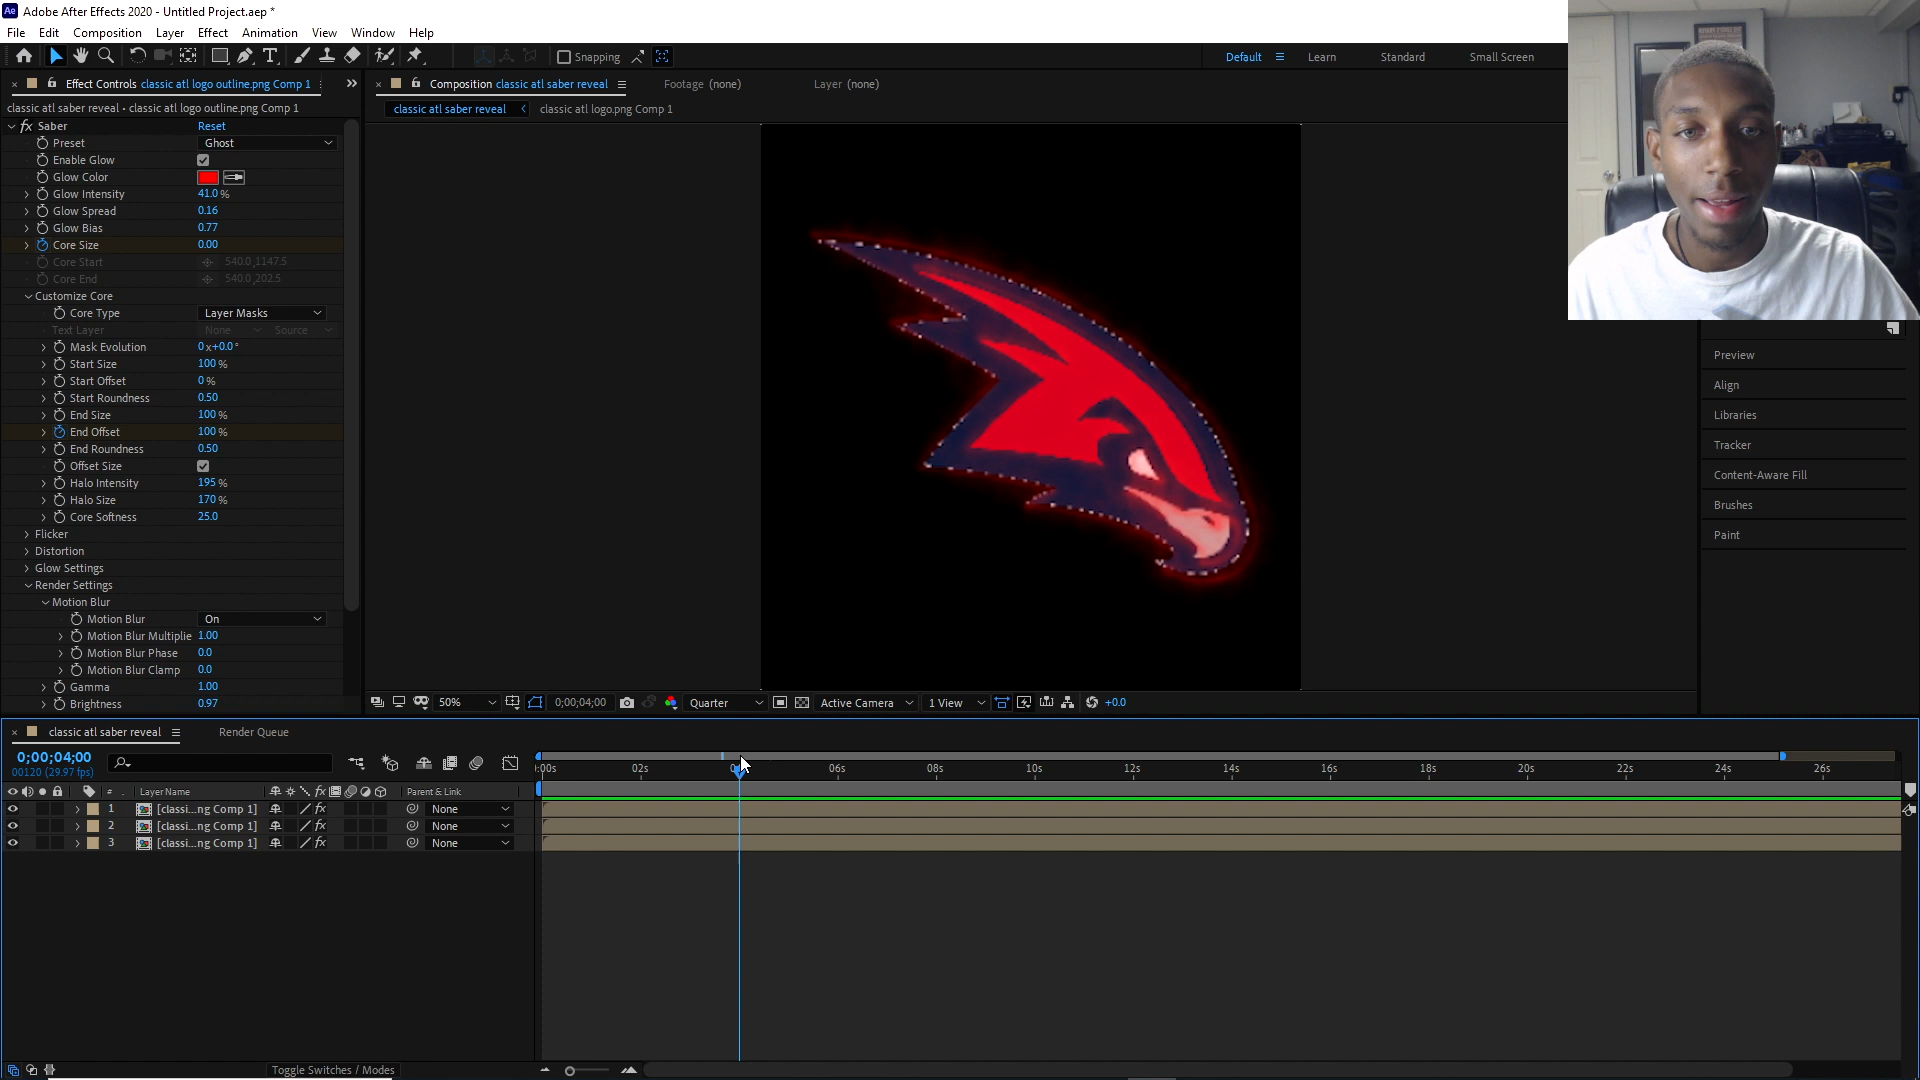 Ae Adobe After Effects 2020 - Untitled Project.aep *
File Edit Composition Layer Effect Animation View Window Help
Snapping Default Learn Standard Small Screen
Effect Controls classic atl logo outline.png Comp 1
Composition classic atl saber reveal
Footage (none)
Layer (none)
classic atl saber reveal • classic atl logo outline.png Comp 1
classic atl saber reveal
classic atl logo.png Comp 1
fx Saber Reset
Preset Ghost
Enable Glow
Glow Color
Glow Intensity 41.0 %
Glow Spread 0.16
Glow Bias 0.77
Core Size 0.00
Core Start 540.0,1147.5
Core End 540.0,202.5
Customize Core
Core Type Layer Masks
Text Layer None Source
Mask Evolution 0x+0.0°
Start Size 100 %
Start Offset 0 %
Start Roundness 0.50
End Size 100 %
End Offset 100 %
End Roundness 0.50
Offset Size
Halo Intensity 195 %
Halo Size 170 %
Core Softness 25.0
Flicker
Distortion
Glow Settings
Render Settings
Motion Blur
Motion Blur On
Motion Blur Multiplie 1.00
Motion Blur Phase 0.0
Motion Blur Clamp 0.0
Gamma 1.00
Brightness 0.97
Preview
Align
Libraries
Tracker
Content-Aware Fill
Brushes
Paint
50% 0;00;04;00 Quarter Active Camera 1 View +0.0
classic atl saber reveal Render Queue
0;00;04;00
00120 (29.97 fps)
:00s 02s 06s 08s 10s 12s 14s 16s 18s 20s 22s 24s 26s
# Layer Name fx Parent & Link
1 [classi...ng Comp 1] fx None
2 [classi...ng Comp 1] fx None
3 [classi...ng Comp 1] fx None
Toggle Switches / Modes